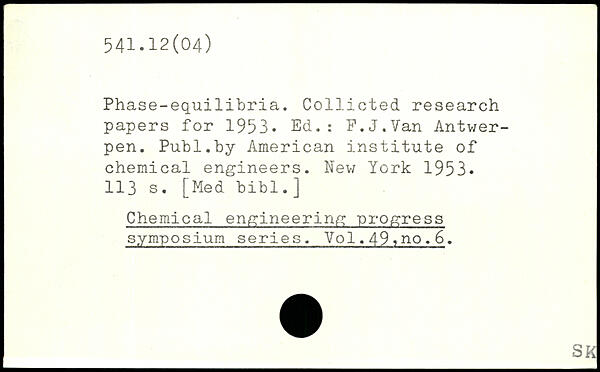 541.12(04)
Phase-equilibria. Collicted research
papers for 1953. Ed.: F.J.Van Antwer-
pen. Publ.by American institute of
chemical engineers. New York 1953.
113 s. [Med bibl.]
Chemical engineering progress
symposium series. Vol.49,no.6.
SK